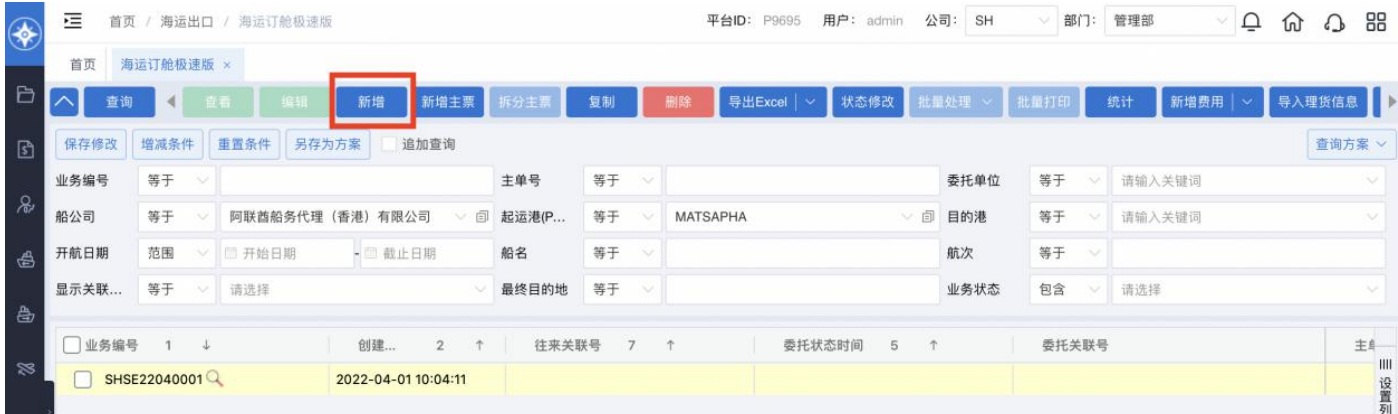 首页 / 海运出口 / 海运订舱极速版 平台ID: P9695 用户: admin 公司: SH 部门: 管理部
首页 海运订舱极速版 ×
查询 查看 编辑 新增 新增主票 拆分主票 复制 删除 导出Excel 状态修改 批量处理 批量打印 统计 新增费用 导入理货信息
保存修改 增减条件 重置条件 另存为方案 追加查询 查询方案
业务编号 等于 主单号 等于 委托单位 等于 请输入关键词
船公司 等于 阿联酋船务代理（香港）有限公司 起运港(P... 等于 MATSAPHA 目的港 等于 请输入关键词
开航日期 范围 开始日期 - 截止日期 船名 等于 航次 等于
显示关联... 等于 请选择 最终目的地 等于 业务状态 包含 请选择
业务编号 1 ↓ 创建... 2 ↑ 往来关联号 7 ↑ 委托状态时间 5 ↑ 委托关联号 主
SHSE22040001 2022-04-01 10:04:11
设置列